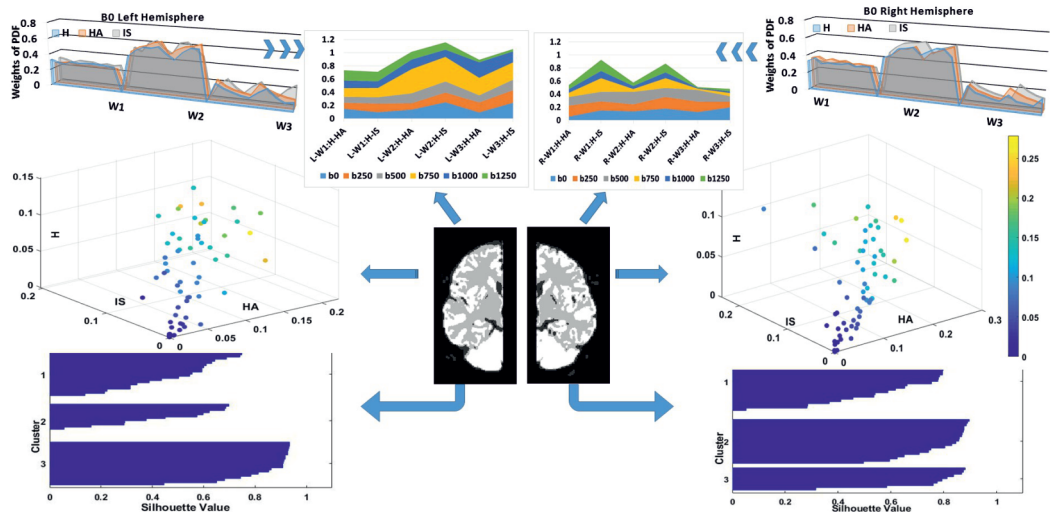 B0 Left Hemisphere
Weights of PDF
0.8
0.6
0.4
0.2
0
H HA IS
W1
W2
W3
1.2
1
0.8
0.6
0.4
0.2
0
L-W1:H-HA
L-W1:H-IS
L-W2:H-HA
L-W2:H-IS
L-W3:H-HA
L-W3:H-IS
b0 b250 b500 b750 b1000 b1250
1.2
1
0.8
0.6
0.4
0.2
0
R-W1:H-HA
R-W1:H-IS
R-W2:H-HA
R-W2:H-IS
R-W3:H-HA
R-W3:H-IS
b0 b250 b500 b750 b1000 b1250
B0 Right Hemisphere
Weights of PDF
0.8
0.6
0.4
0.2
0
H HA IS
W1
W2
W3
0.15
0.1
0.05
0
H
0.2
0.1
0
IS
0
0.05
0.1
0.15
0.2
HA
0.1
0.05
0
H
0.2
0.1
0
IS
0
0.1
0.2
0.3
HA
0.25
0.2
0.15
0.1
0.05
0
1
2
3
Cluster
0 0.2 0.4 0.6 0.8 1
Silhouette Value
1
2
3
Cluster
0 0.2 0.4 0.6 0.8 1
Silhouette Value